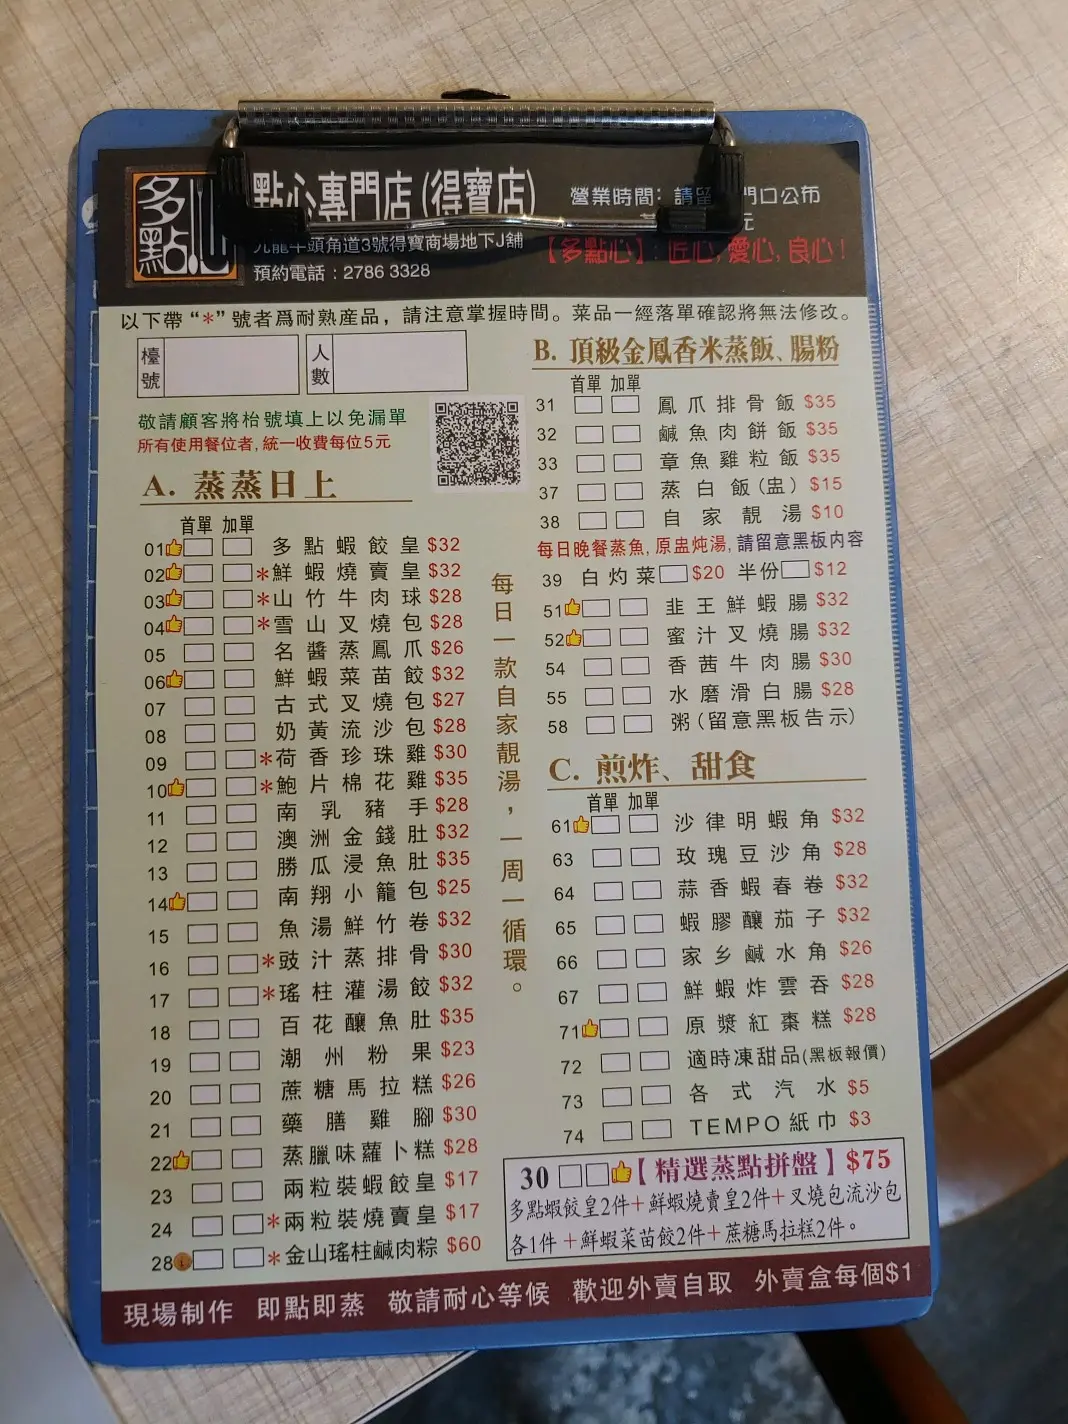 多點心
點心專門店(得寶店)
九龍牛頭角道3號得寶商場地下J舖
預約電話：2786 3328
營業時間：請留 門口公布
元
【多點心】匠心,愛心,良心!
以下帶“*”號者爲耐熟産品，請注意掌握時間。菜品一經落單確認將無法修改。
檯號
人數
敬請顧客將枱號填上以免漏單
所有使用餐位者,統一收費每位5元
A. 蒸蒸日上
首單 加單
01 多點蝦餃皇 $32
02 *鮮蝦燒賣皇 $32
03 *山竹牛肉球 $28
04 *雪山叉燒包 $28
05 名醬蒸鳳爪 $26
06 鮮蝦菜苗餃 $32
07 古式叉燒包 $27
08 奶黃流沙包 $28
09 *荷香珍珠雞 $30
10 *鮑片棉花雞 $35
11 南乳豬手 $28
12 澳洲金錢肚 $32
13 勝瓜浸魚肚 $35
14 南翔小籠包 $25
15 魚湯鮮竹卷 $32
16 *豉汁蒸排骨 $30
17 *瑤柱灌湯餃 $32
18 百花釀魚肚 $35
19 潮州粉果 $23
20 蔗糖馬拉糕 $26
21 藥膳雞腳 $30
22 蒸臘味蘿卜糕 $28
23 兩粒裝蝦餃皇 $17
24 *兩粒裝燒賣皇 $17
28 *金山瑤柱鹹肉粽 $60
每日一款自家靚湯，一周一循環。
B. 頂級金鳳香米蒸飯、腸粉
首單 加單
31 鳳爪排骨飯 $35
32 鹹魚肉餅飯 $35
33 章魚雞粒飯 $35
37 蒸白飯(盅) $15
38 自家靚湯 $10
每日晚餐蒸魚,原盅炖湯,請留意黑板内容
39 白灼菜 $20 半份 $12
51 韭王鮮蝦腸 $32
52 蜜汁叉燒腸 $32
54 香茜牛肉腸 $30
55 水磨滑白腸 $28
58 粥(留意黑板告示)
C. 煎炸、甜食
首單 加單
61 沙律明蝦角 $32
63 玫瑰豆沙角 $28
64 蒜香蝦春卷 $32
65 蝦膠釀茄子 $32
66 家乡鹹水角 $26
67 鮮蝦炸雲吞 $28
71 原漿紅棗糕 $28
72 適時凍甜品(黑板報價)
73 各式汽水 $5
74 TEMPO紙巾 $3
30 【精選蒸點拼盤】$75
多點蝦餃皇2件+鮮蝦燒賣皇2件+叉燒包流沙包
各1件+鮮蝦菜苗餃2件+蔗糖馬拉糕2件。
現場制作 即點即蒸 敬請耐心等候 歡迎外賣自取 外賣盒每個$1